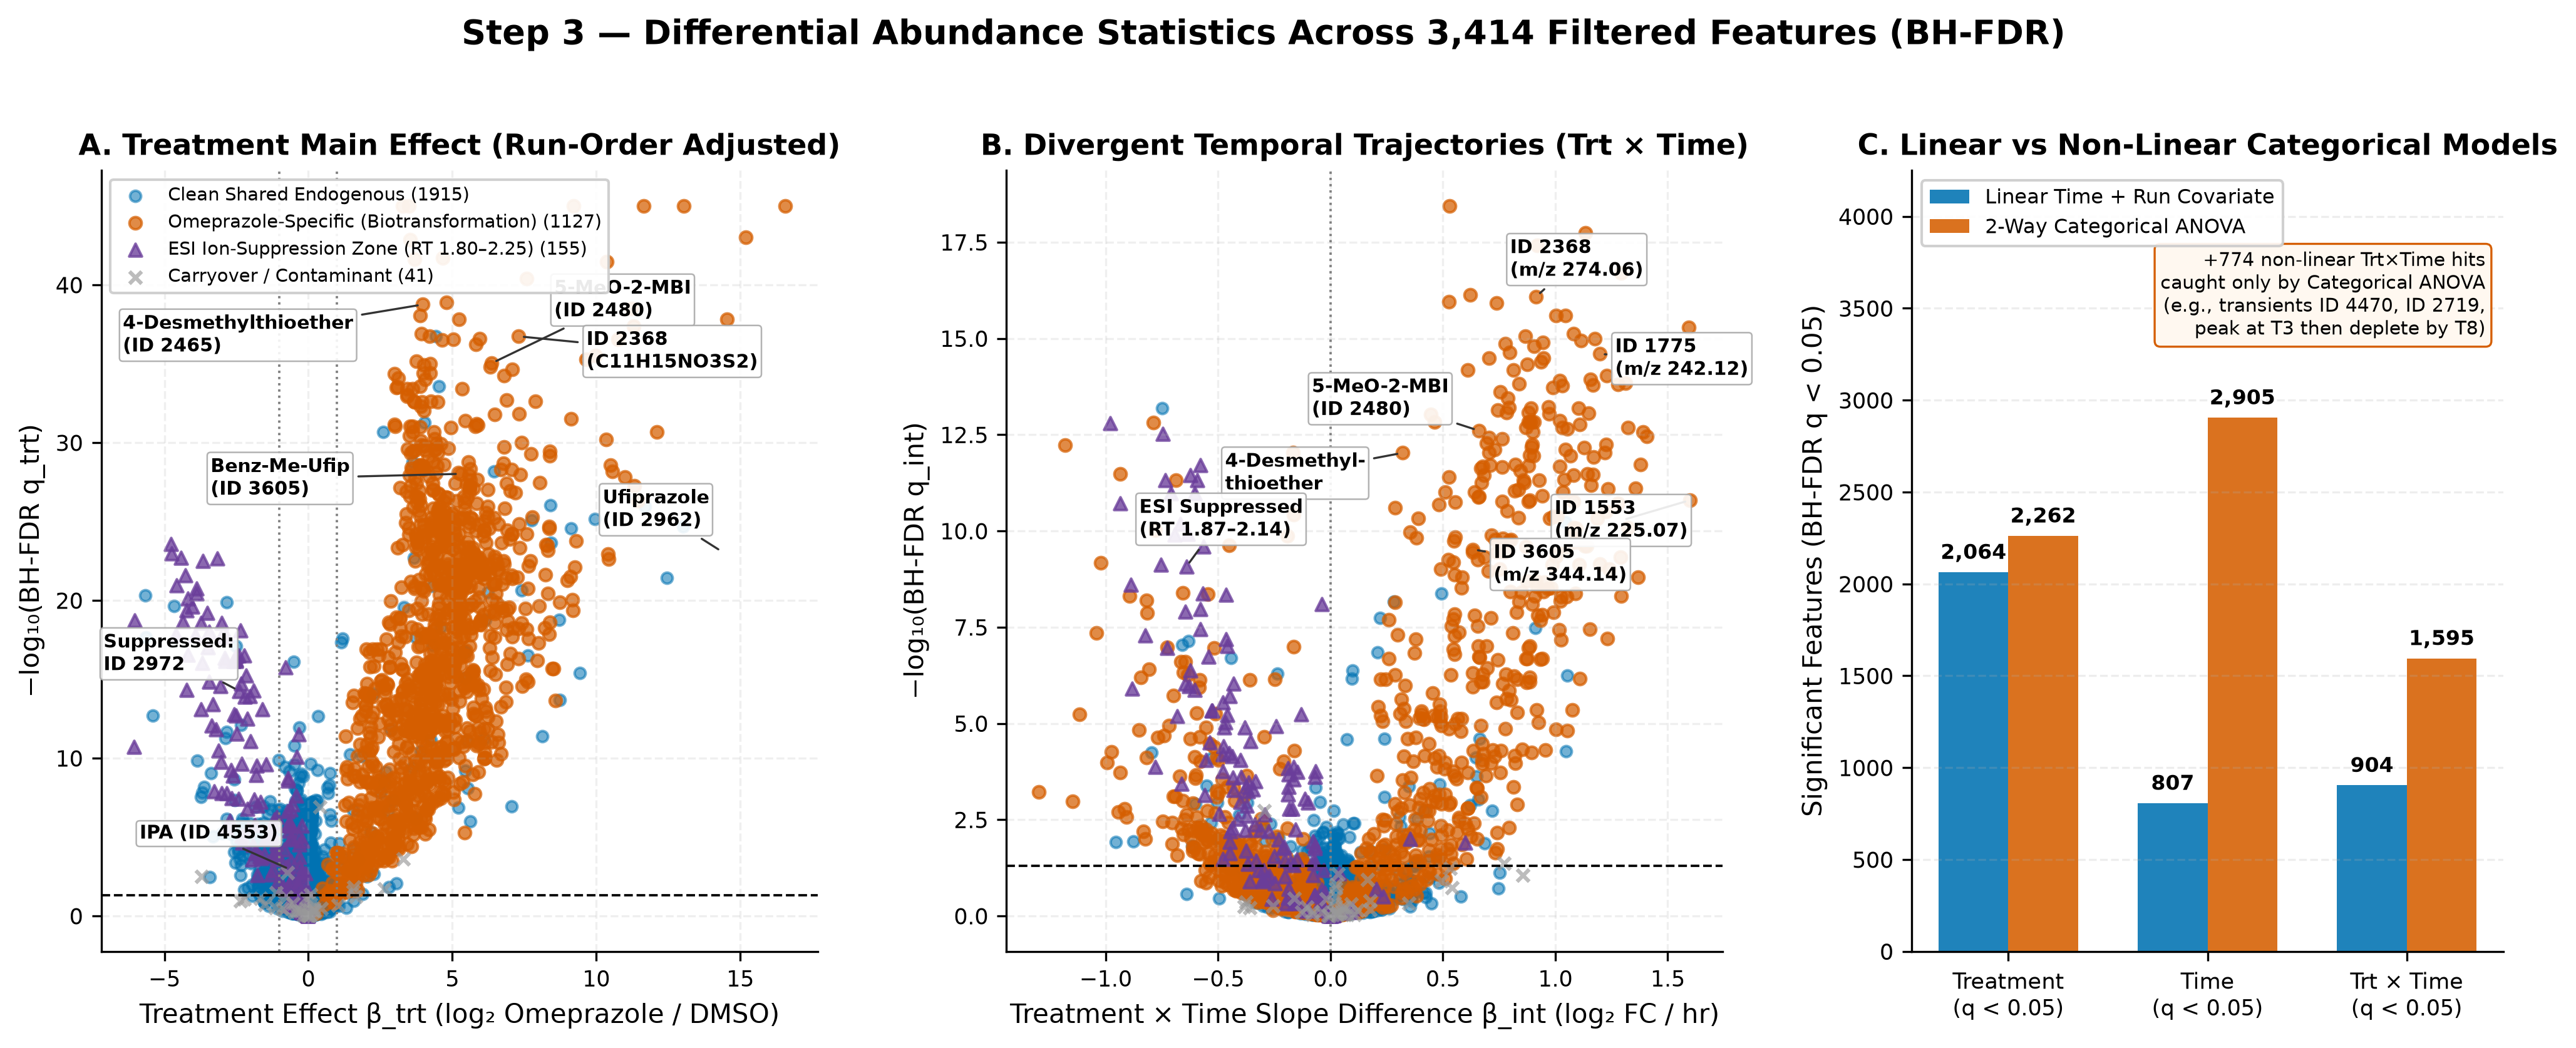 Step 3 — Differential Abundance Statistics Across 3,414 Filtered Features (BH-FDR)
A. Treatment Main Effect (Run-Order Adjusted)
Clean Shared Endogenous (1915)
Omeprazole-Specific (Biotransformation) (1127)
ESI Ion-Suppression Zone (RT 1.80–2.25) (155)
Carryover / Contaminant (41)
5-MeO-2-MBI
(ID 2480)
4-Desmethylthioether
(ID 2465)
ID 2368
(C11H15NO3S2)
Benz-Me-Ufip
(ID 3605)
Ufiprazole
(ID 2962)
Suppressed:
ID 2972
IPA (ID 4553)
−log₁₀(BH-FDR q_trt)
40
30
20
10
0
−5
0
5
10
15
Treatment Effect β_trt (log₂ Omeprazole / DMSO)
B. Divergent Temporal Trajectories (Trt × Time)
ID 2368
(m/z 274.06)
ID 1775
(m/z 242.12)
5-MeO-2-MBI
(ID 2480)
4-Desmethyl-
thioether
ESI Suppressed
(RT 1.87–2.14)
ID 1553
(m/z 225.07)
ID 3605
(m/z 344.14)
−log₁₀(BH-FDR q_int)
17.5
15.0
12.5
10.0
7.5
5.0
2.5
0.0
−1.0
−0.5
0.0
0.5
1.0
1.5
Treatment × Time Slope Difference β_int (log₂ FC / hr)
C. Linear vs Non-Linear Categorical Models
Linear Time + Run Covariate
2-Way Categorical ANOVA
+774 non-linear Trt×Time hits
caught only by Categorical ANOVA
(e.g., transients ID 4470, ID 2719,
peak at T3 then deplete by T8)
Significant Features (BH-FDR q < 0.05)
4000
3500
3000
2500
2000
1500
1000
500
0
2,064
2,262
807
2,905
904
1,595
Treatment
(q < 0.05)
Time
(q < 0.05)
Trt × Time
(q < 0.05)